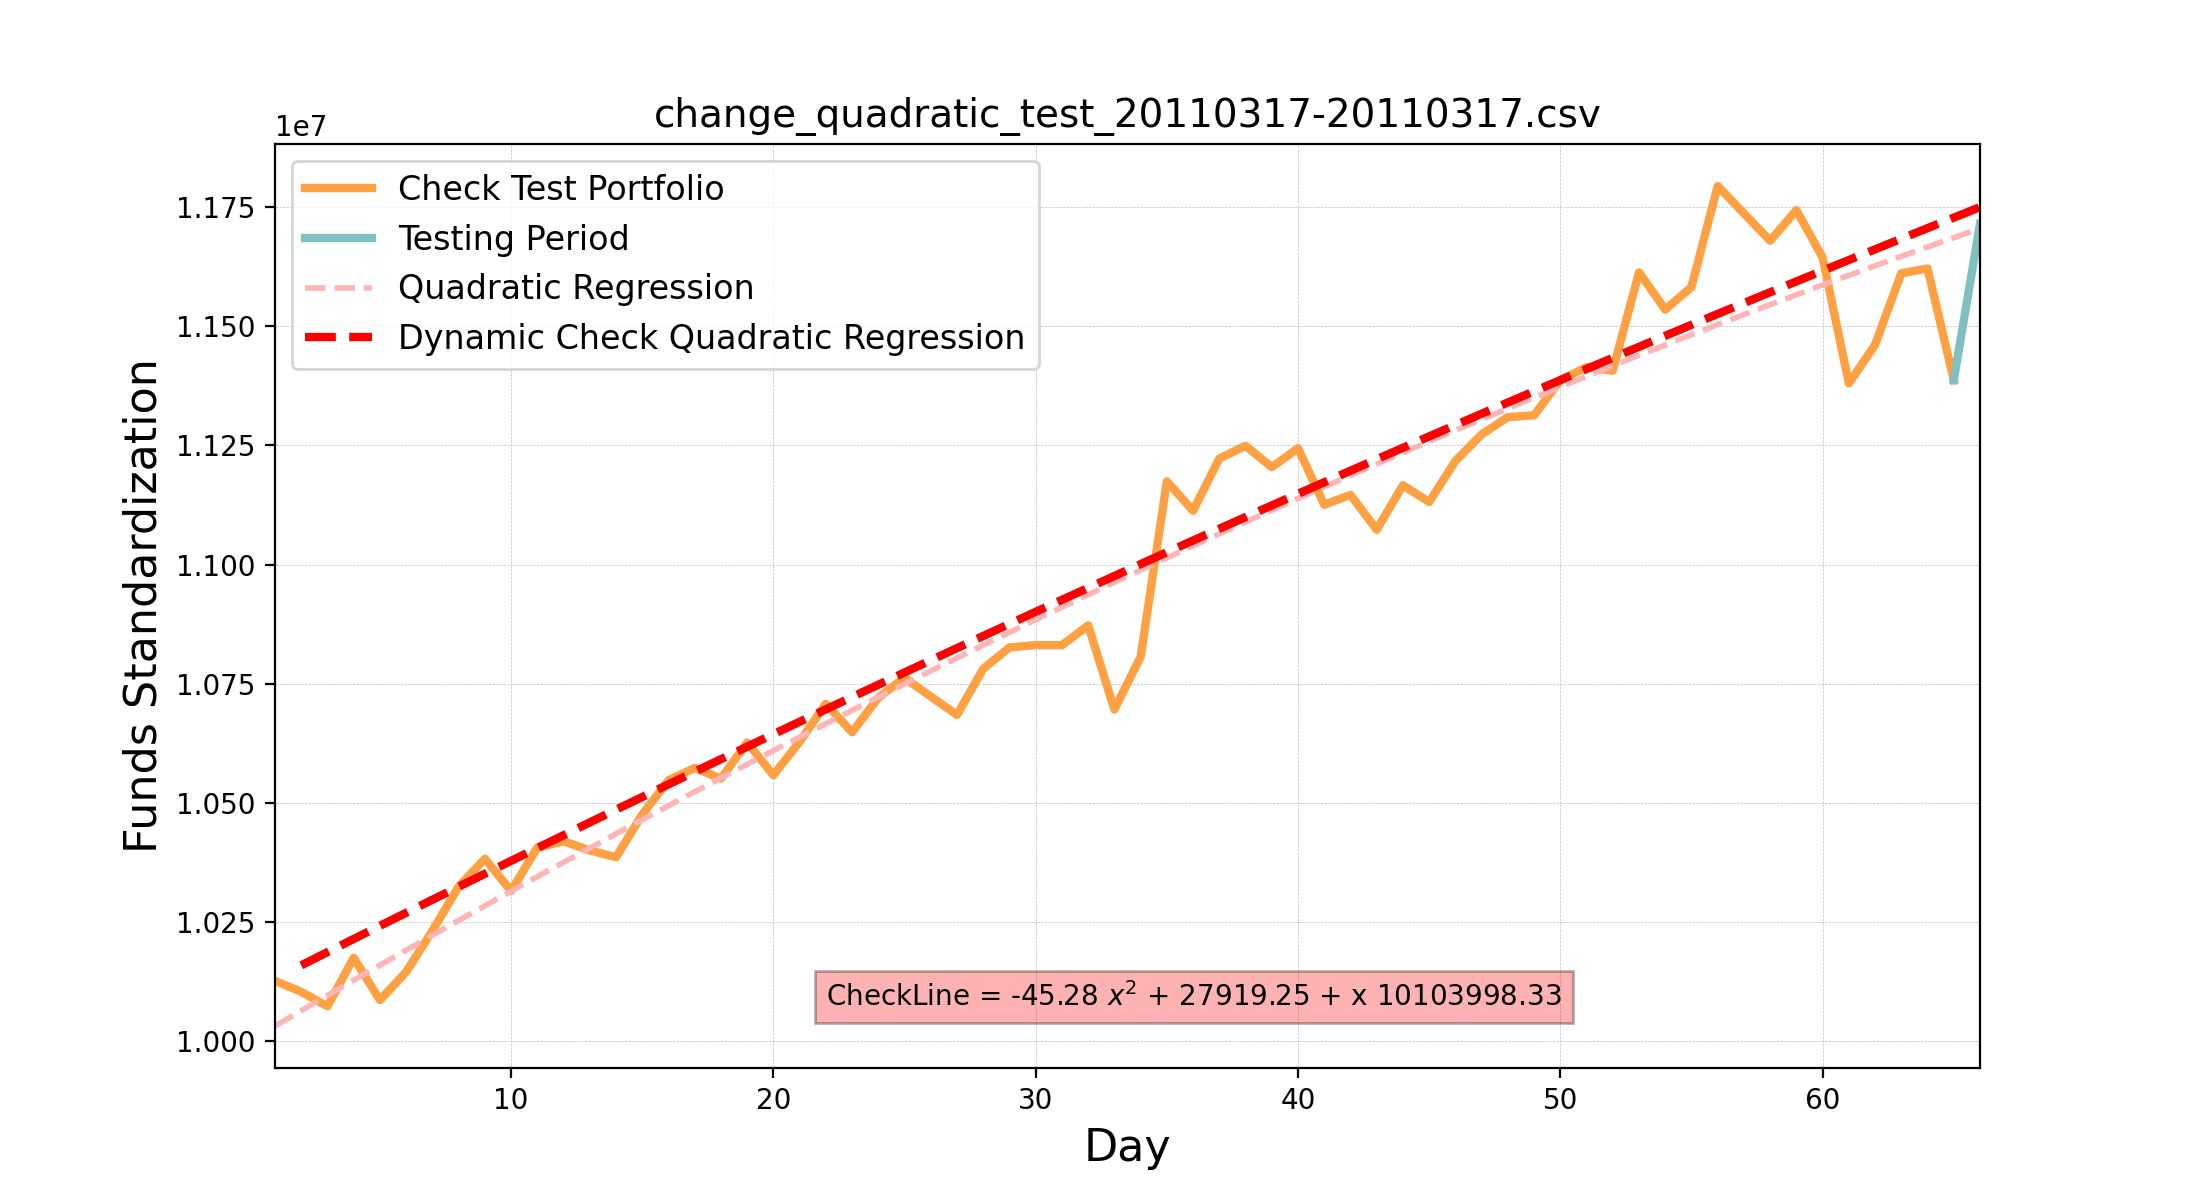 change_quadratic_test_20110317-20110317.csv
1e7
Check Test Portfolio
Testing Period
Quadratic Regression
Dynamic Check Quadratic Regression
1.175
1.150
1.125
1.100
1.075
1.050
1.025
1.000
Funds Standardization
CheckLine = -45.28 x² + 27919.25 + x 10103998.33
10 20 30 40 50 60
Day